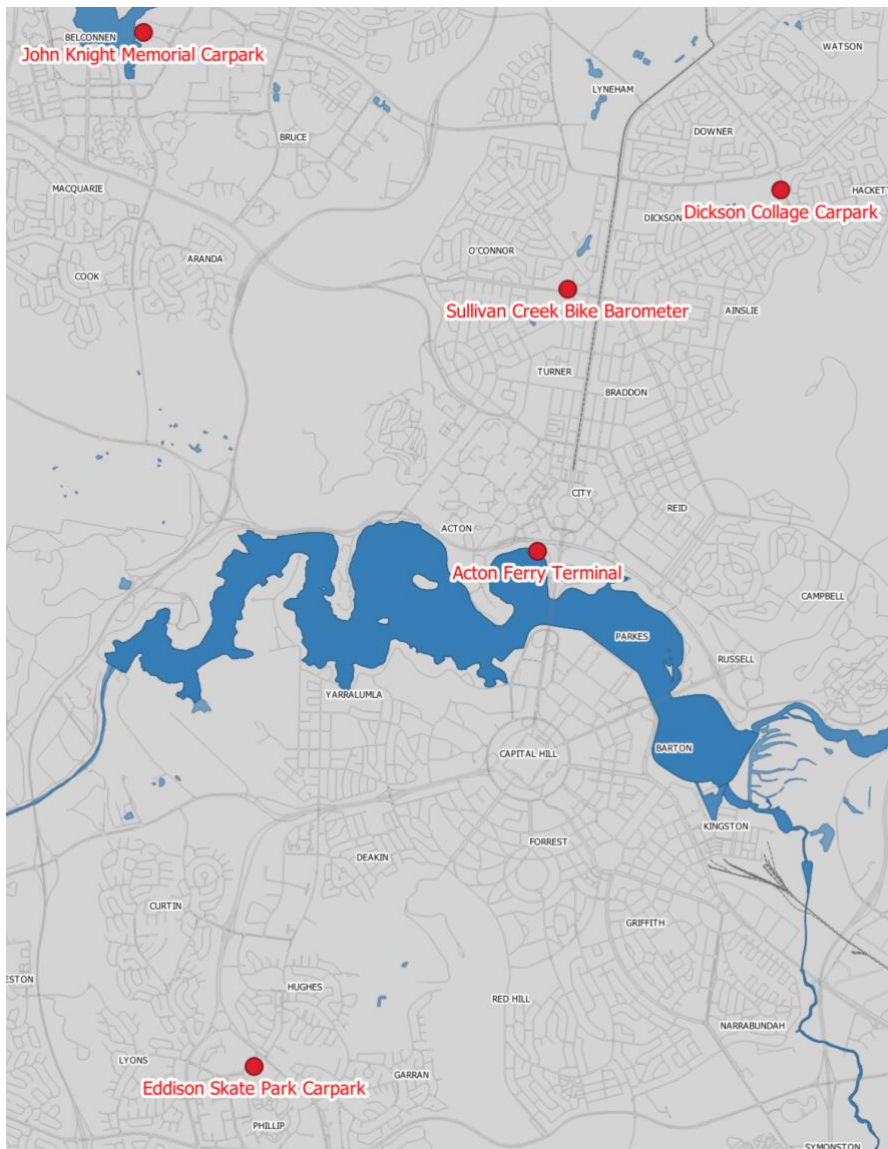 BELCONNEN
John Knight Memorial Carpark
WATSON
LYNEHAM
DOWNER
BRUCE
MACQUARIE
HACKETT
Dickson Collage Carpark
DICKSON
O'CONNOR
ARANDA
COOK
Sullivan Creek Bike Barometer
AINSLIE
TURNER
BRADDON
CITY
REID
ACTON
Acton Ferry Terminal
CAMPBELL
PARKES
RUSSELL
YARRALUMLA
CAPITAL HILL
BARTON
KINGSTON
FORREST
DEAKIN
CURTIN
GRIFFITH
ESTON
HUGHES
RED HILL
NARRABUNDAH
LYONS
GARRAN
Eddison Skate Park Carpark
PHILLIP
SYMONSTON